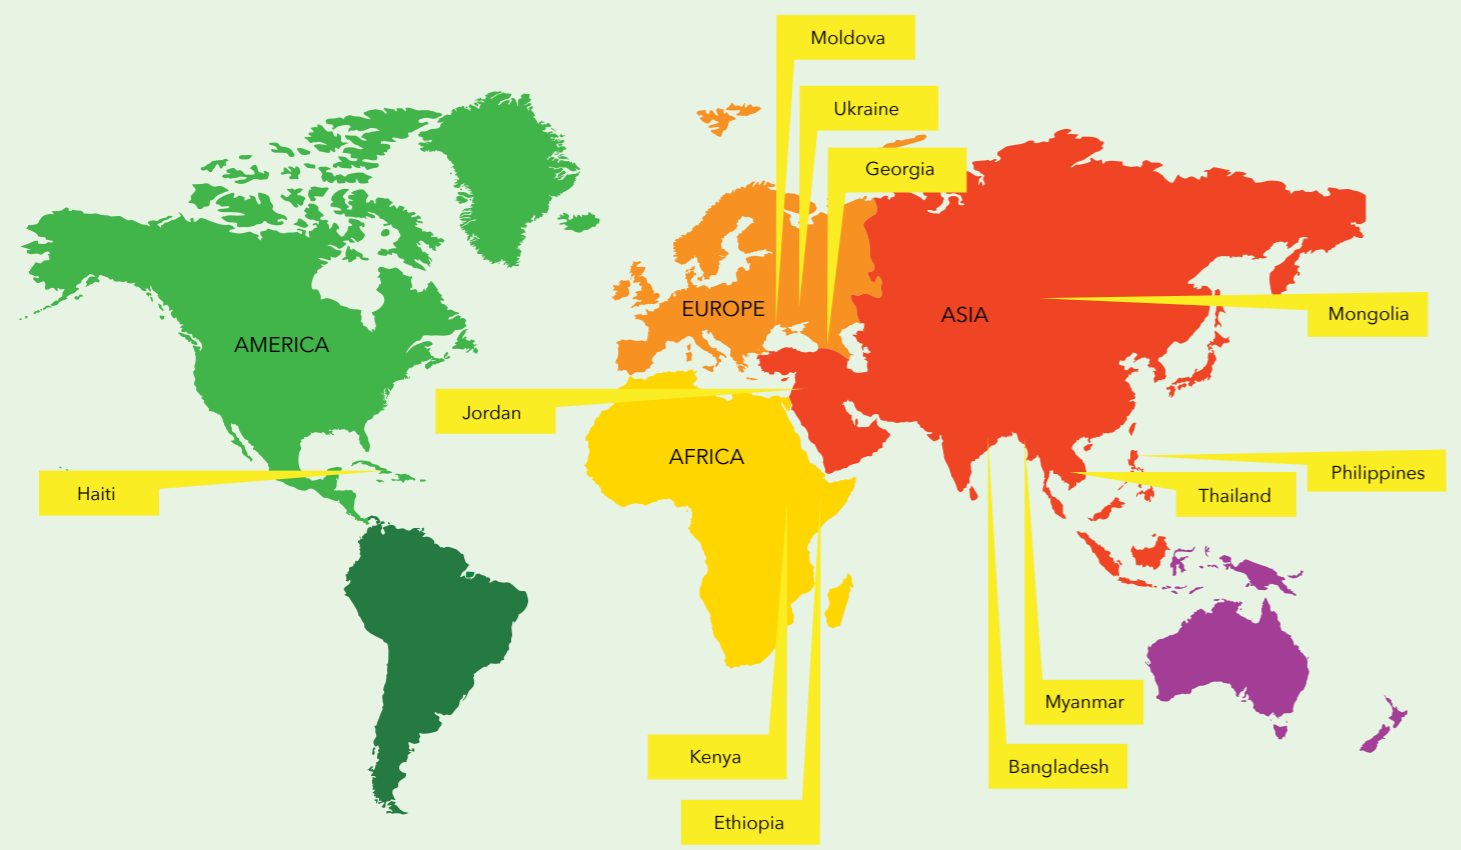 Moldova
Ukraine
Georgia
EUROPE
ASIA
Mongolia
AMERICA
Jordan
AFRICA
Philippines
Haiti
Thailand
Myanmar
Kenya
Bangladesh
Ethiopia